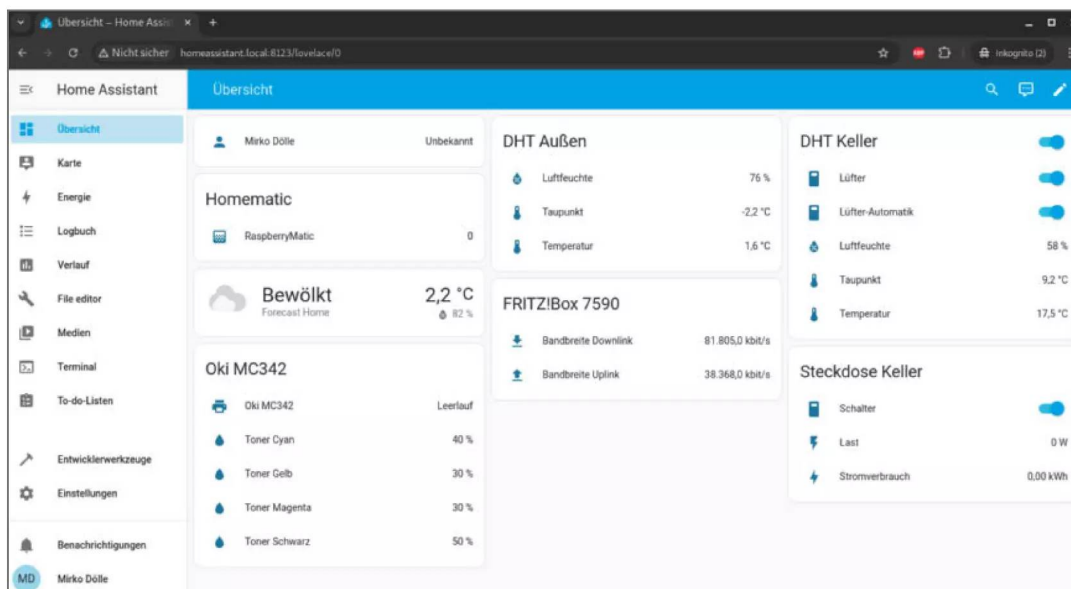 Übersicht – Home Assis
Nicht sicher homeassistant.local:8123/lovelace/0
ABP
Inkognito (2)
Home Assistant
Übersicht
Karte
Energie
Logbuch
Verlauf
File editor
Medien
Terminal
To-do-Listen
Entwicklerwerkzeuge
Einstellungen
Benachrichtigungen
MD Mirko Dölle
Übersicht
Mirko Dölle Unbekannt
Homematic
RaspberryMatic 0
Bewölkt 2,2 °C
Forecast Home 82 %
Oki MC342
Oki MC342 Leerlauf
Toner Cyan 40 %
Toner Gelb 30 %
Toner Magenta 30 %
Toner Schwarz 50 %
DHT Außen
Luftfeuchte 76 %
Taupunkt -2,2 °C
Temperatur 1,6 °C
FRITZ!Box 7590
Bandbreite Downlink 81.805,0 kbit/s
Bandbreite Uplink 38.368,0 kbit/s
DHT Keller
Lüfter
Lüfter-Automatik
Luftfeuchte 58 %
Taupunkt 9,2 °C
Temperatur 17,5 °C
Steckdose Keller
Schalter
Last 0 W
Stromverbrauch 0,00 kWh